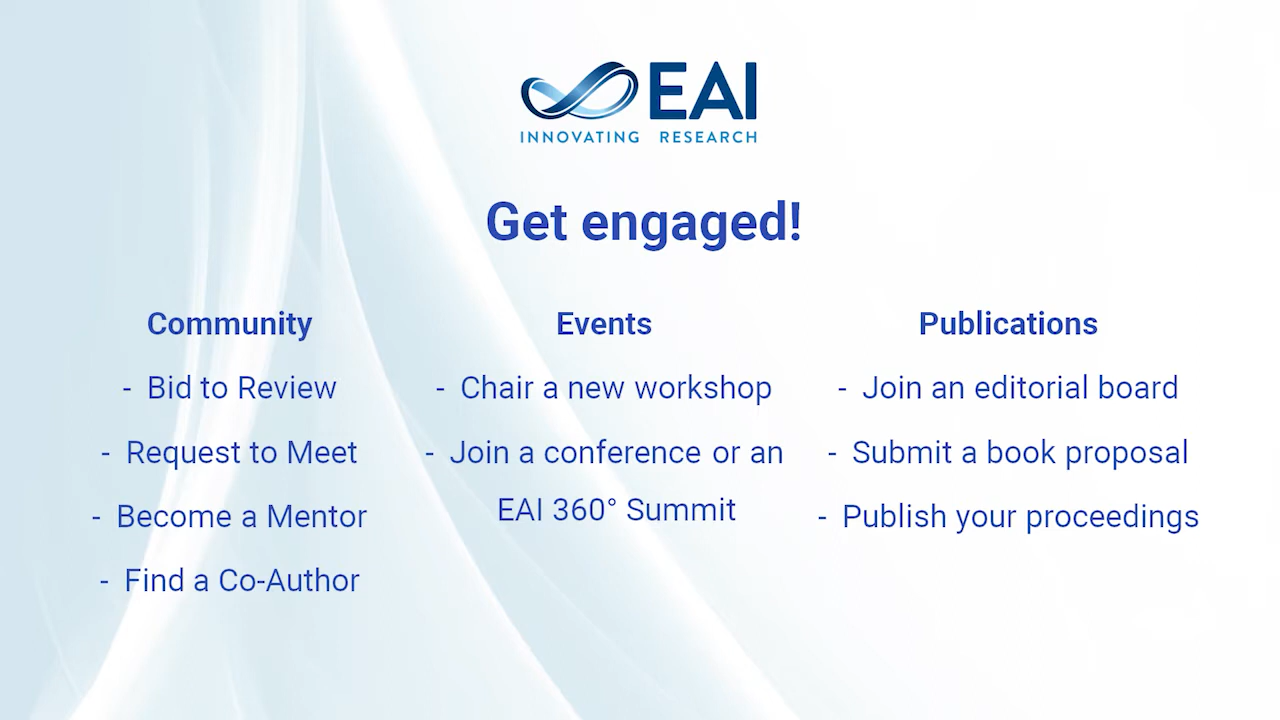 EAI
INNOVATING RESEARCH
Get engaged!
Community
- Bid to Review
- Request to Meet
- Become a Mentor
- Find a Co-Author
Events
- Chair a new workshop
- Join a conference or an
EAI 360° Summit
Publications
- Join an editorial board
- Submit a book proposal
- Publish your proceedings